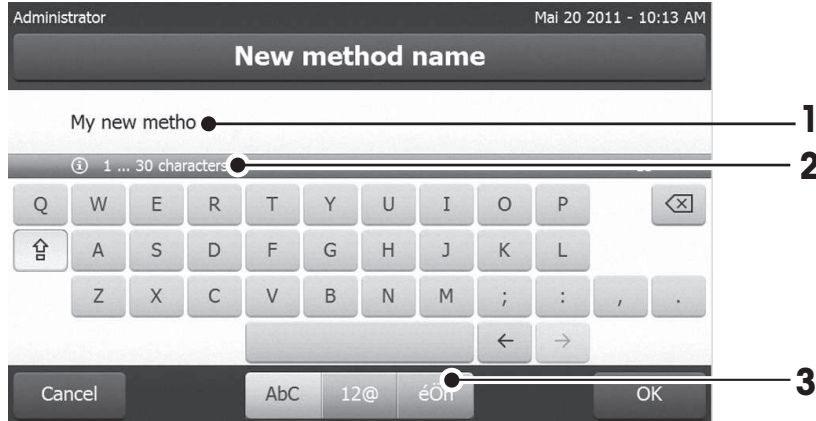 Administrator Mai 20 2011 - 10:13 AM
New method name
My new metho
1
1 ... 30 characters
2
Q W E R T Y U I O P
A S D F G H J K L
Z X C V B N M ; : , .
← →
Cancel AbC 12@ OK
3